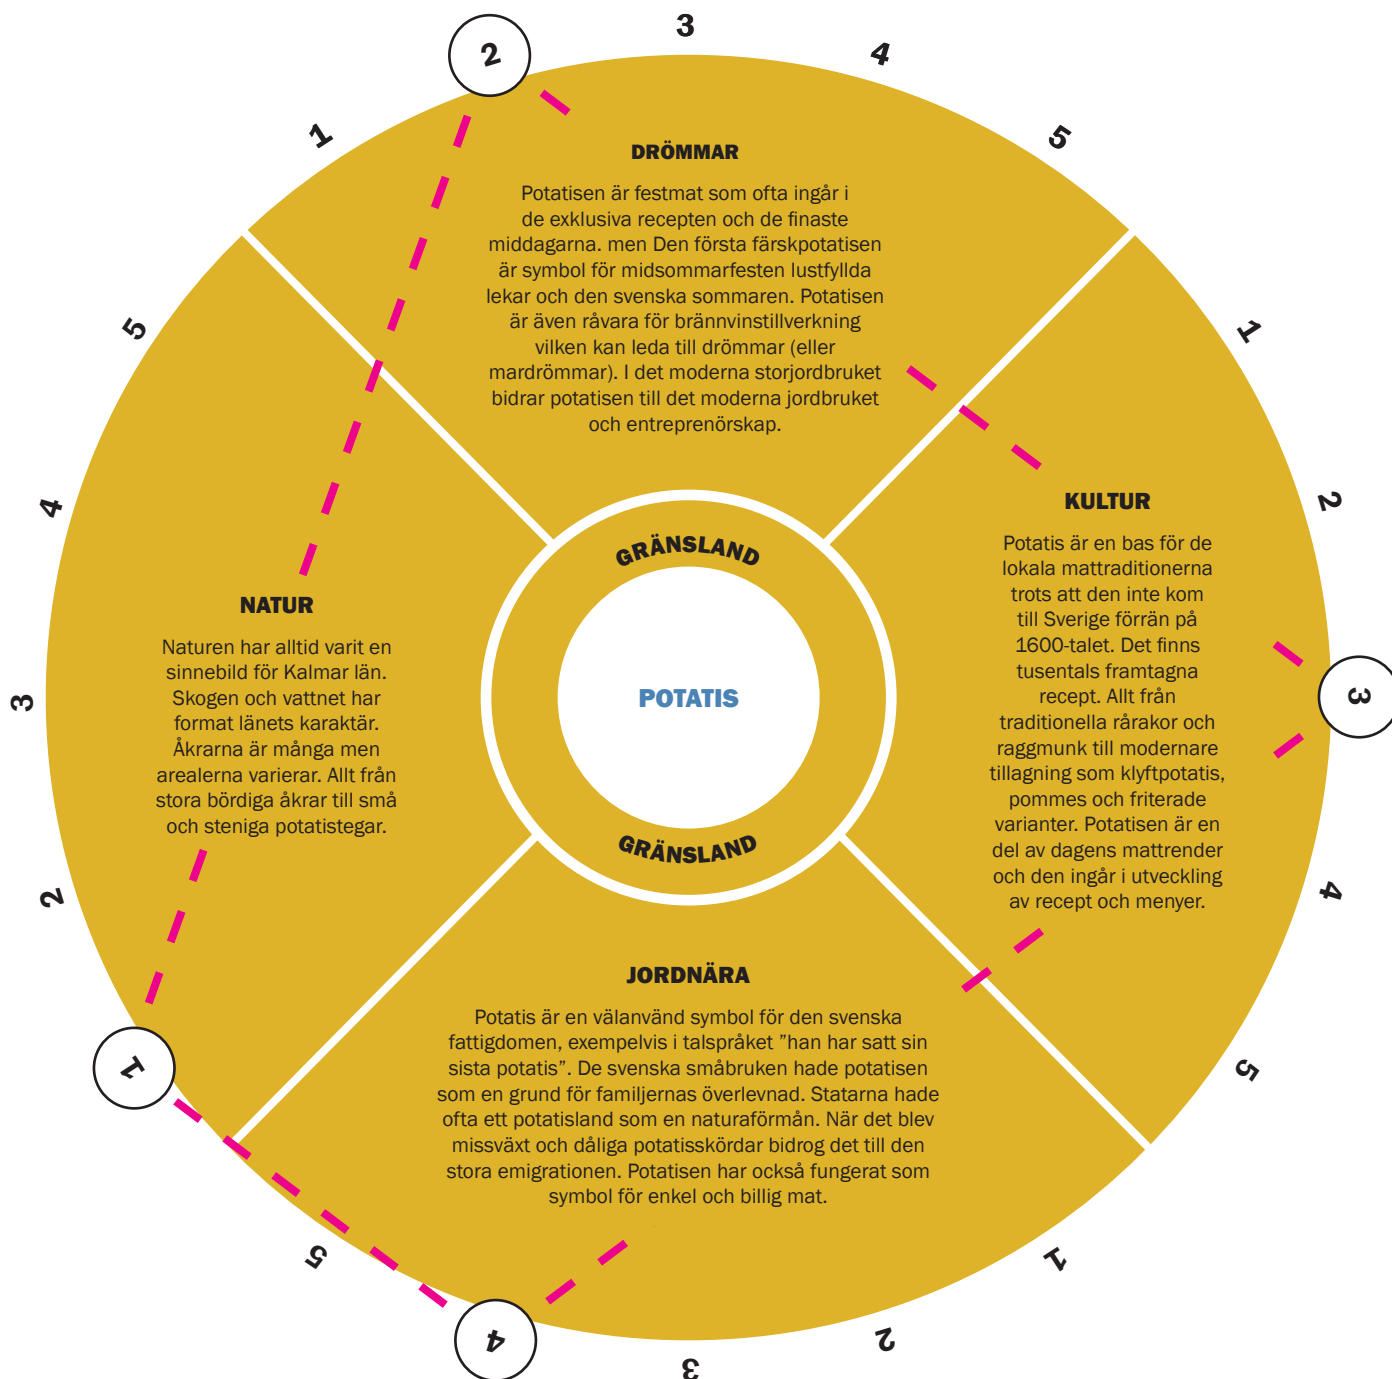 3
2
4
1
5
DRÖMMAR
Potatisen är festmat som ofta ingår i
de exklusiva recepten och de finaste
middagarna. men Den första färskpotatisen
är symbol för midsommarfesten lustfyllda
lekar och den svenska sommaren. Potatisen
är även råvara för brännvinstillverkning
vilken kan leda till drömmar (eller
mardrömmar). I det moderna storjordbruket
bidrar potatisen till det moderna jordbruket
och entreprenörskap.
1
2
3
4
5
KULTUR
Potatis är en bas för de
lokala mattraditionerna
trots att den inte kom
till Sverige förrän på
1600-talet. Det finns
tusentals framtagna
recept. Allt från
traditionella rårakor och
raggmunk till modernare
tillagning som klyftpotatis,
pommes och friterade
varianter. Potatisen är en
del av dagens mattrender
och den ingår i utveckling
av recept och menyer.
GRÄNSLAND
POTATIS
GRÄNSLAND
5
4
3
2
1
NATUR
Naturen har alltid varit en
sinnebild för Kalmar län.
Skogen och vattnet har
format länets karaktär.
Åkrarna är många men
arealerna varierar. Allt från
stora bördiga åkrar till små
och steniga potatistegar.
JORDNÄRA
Potatis är en välanvänd symbol för den svenska
fattigdomen, exempelvis i talspråket ”han har satt sin
sista potatis”. De svenska småbruken hade potatisen
som en grund för familjernas överlevnad. Statarna hade
ofta ett potatisland som en naturaförmån. När det blev
missväxt och dåliga potatisskördar bidrog det till den
stora emigrationen. Potatisen har också fungerat som
symbol för enkel och billig mat.
5
1
4
2
3